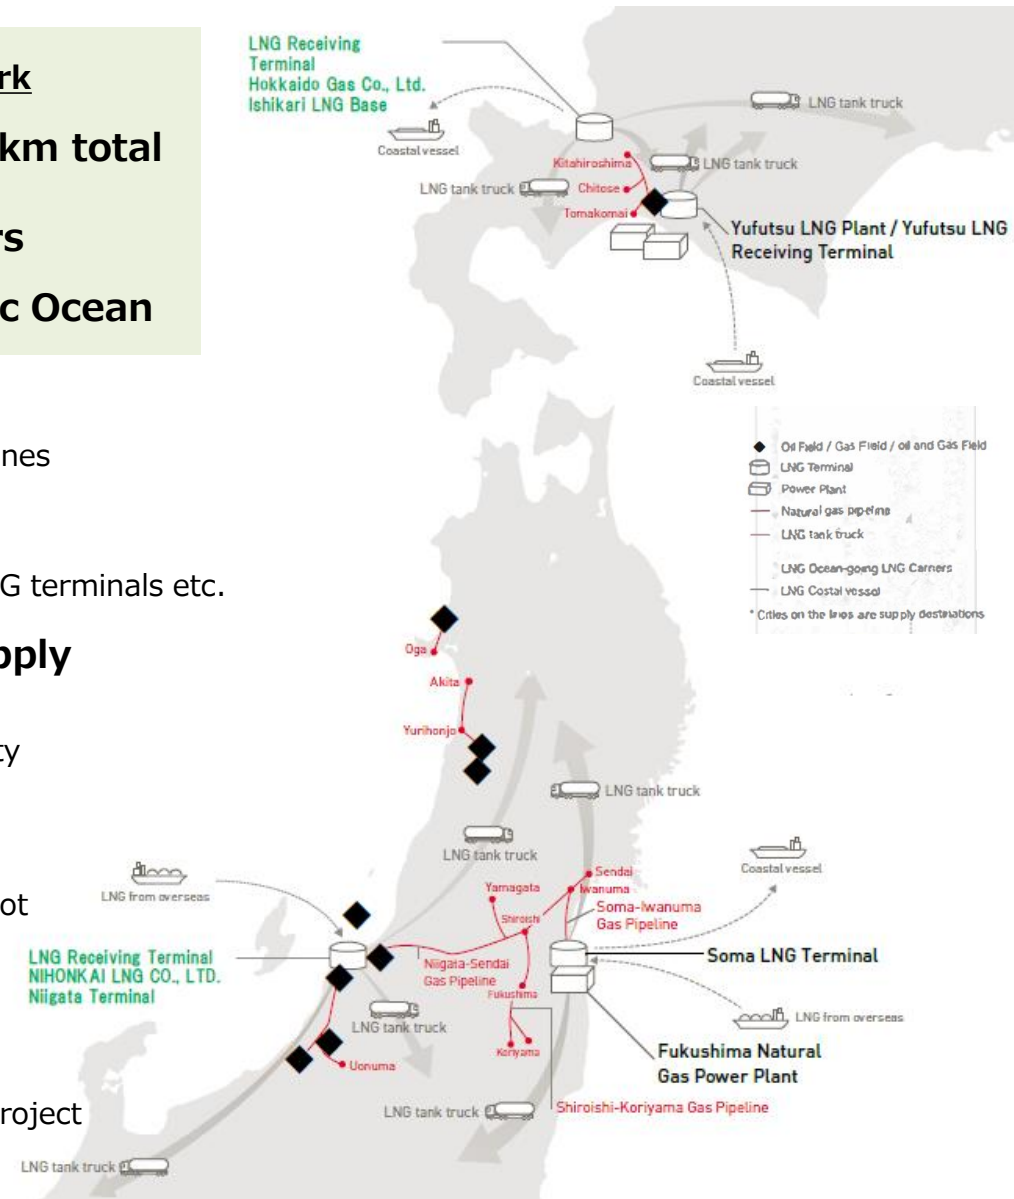 rk
km total
rs
c Ocean
nes
G terminals etc.
pply
ty
ot
roject
LNG Receiving
Terminal
Hokkaido Gas Co., Ltd.
Ishikari LNG Base
Coastal vessel
LNG tank truck
LNG tank truck
LNG tank truck
Kitahiroshima
Chitose
Tomakomai
Yufutsu LNG Plant / Yufutsu LNG
Receiving Terminal
Coastal vessel
Oil Field / Gas Field / oil and Gas Field
LNG Terminal
Power Plant
Natural gas pipeline
LNG tank truck
LNG Ocean-going LNG Carriers
LNG Costal vessel
* Cities on the lines are supply destinations
Oga
Akita
Yurihonjo
LNG tank truck
LNG tank truck
Coastal vessel
LNG from overseas
Sendai
Iwanuma
Yamagata
Shiroishi
Soma-Iwanuma
Gas Pipeline
LNG Receiving Terminal
NIHONKAI LNG CO., LTD.
Niigata Terminal
Niigata-Sendai
Gas Pipeline
Fukushima
Soma LNG Terminal
LNG from overseas
LNG tank truck
Koriyama
Uonuma
Fukushima Natural
Gas Power Plant
LNG tank truck
Shiroishi-Koriyama Gas Pipeline
LNG tank truck